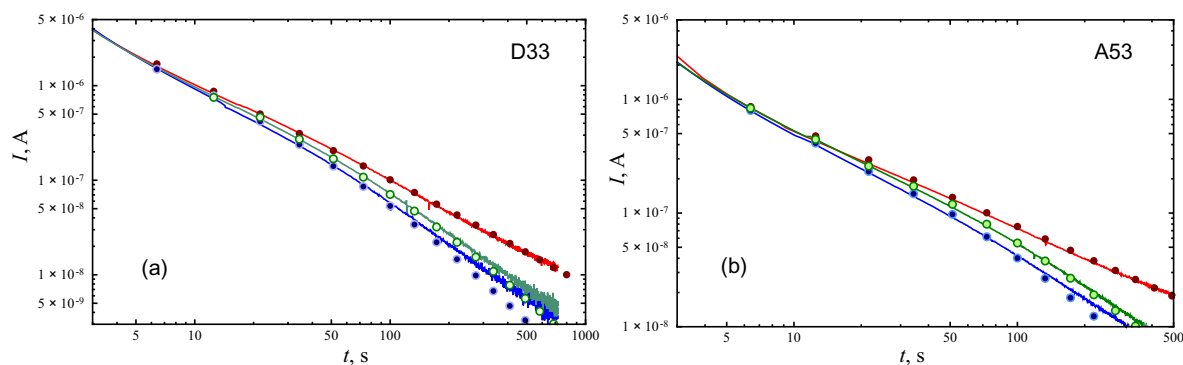 5 × 10⁻⁶
D33
1 × 10⁻⁶
5 × 10⁻⁷
I, A
1 × 10⁻⁷
5 × 10⁻⁸
(a)
1 × 10⁻⁸
5 × 10⁻⁹
5 10 50 100 500 1000
t, s
5 × 10⁻⁶
A53
1 × 10⁻⁶
5 × 10⁻⁷
I, A
1 × 10⁻⁷
5 × 10⁻⁸
(b)
1 × 10⁻⁸
5 10 50 100 500
t, s